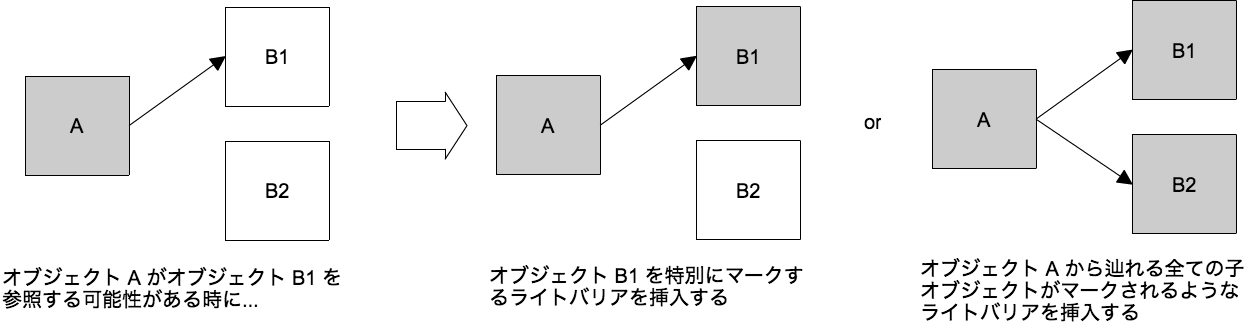 B1
A
B2
オブジェクト A がオブジェクト B1 を
参照する可能性がある時に...
B1
A
B2
オブジェクト B1 を特別にマークす
るライトバリアを挿入する
or
B1
A
B2
オブジェクト A から辿れる全ての子
オブジェクトがマークされるような
ライトバリアを挿入する